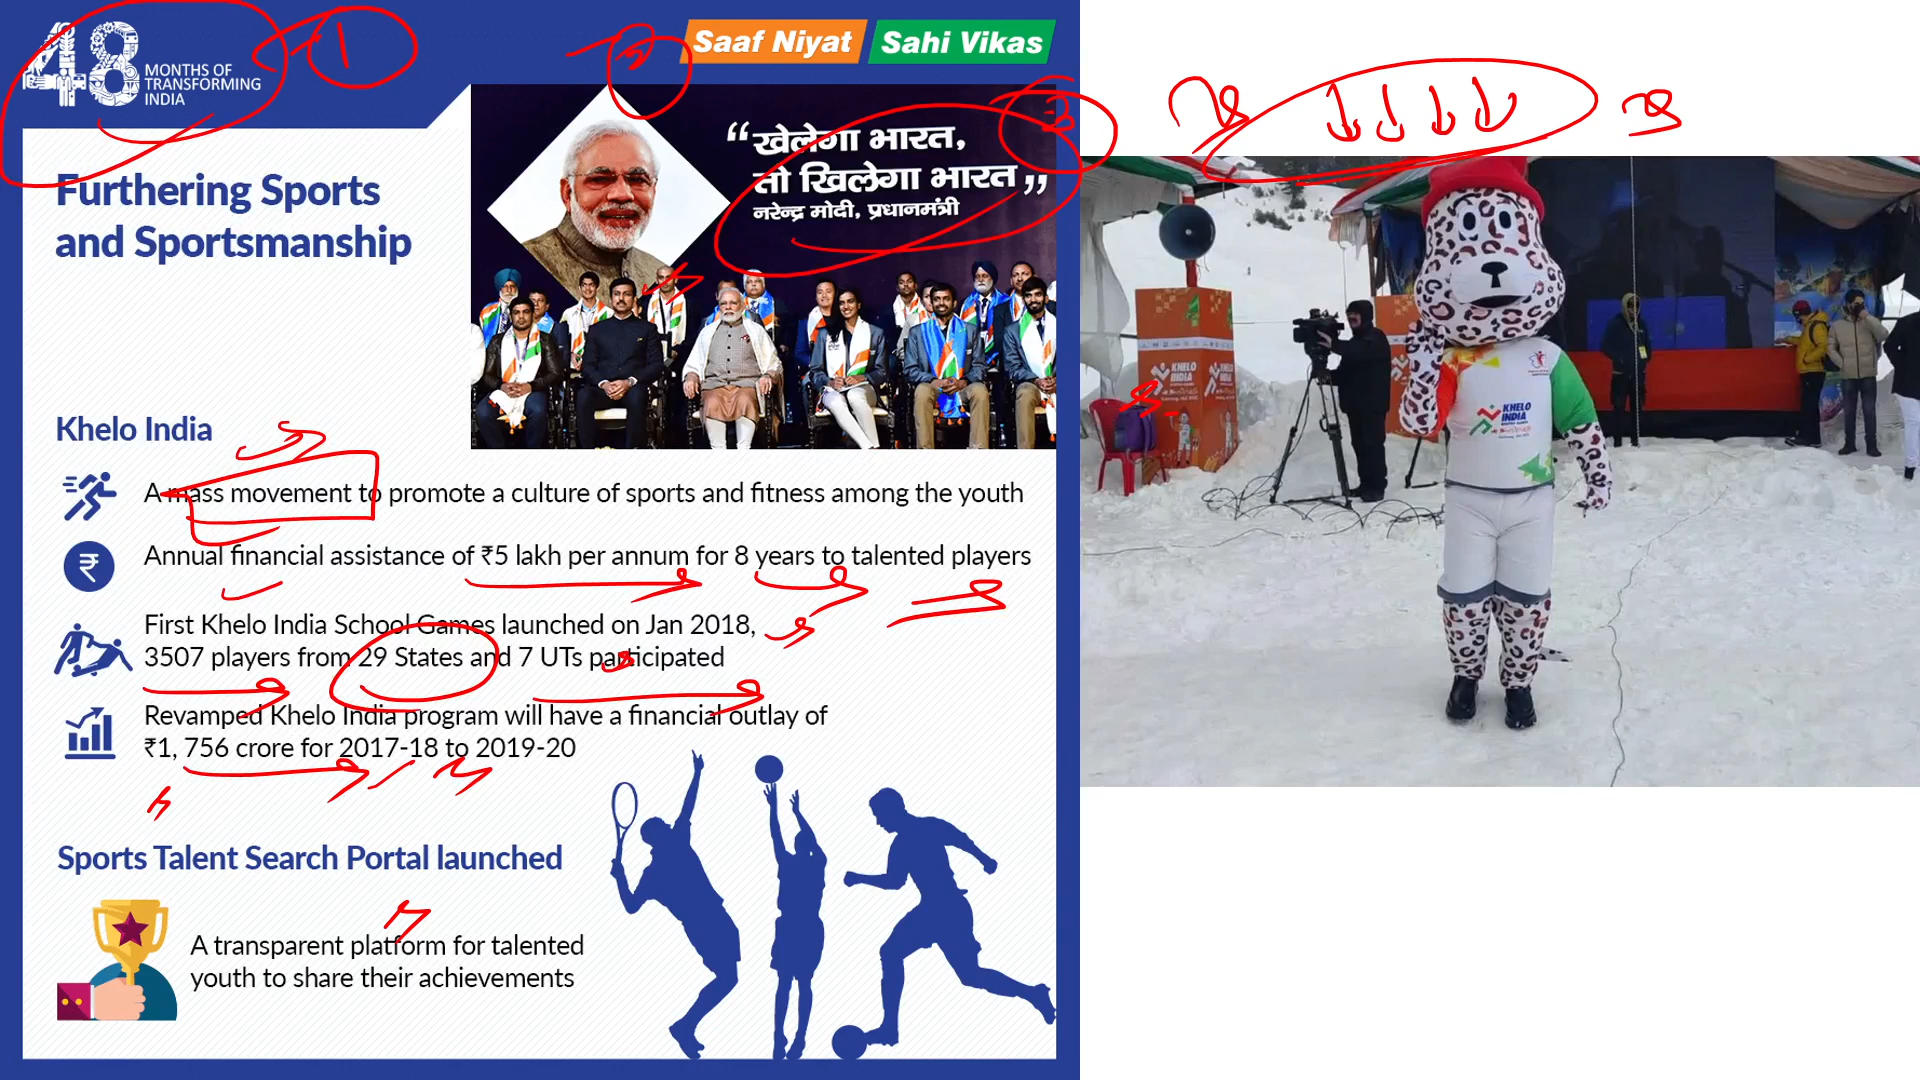 48
MONTHS OF
TRANSFORMING
INDIA
1
Saaf Niyat Sahi Vikas
“खेलेगा भारत,
तो खिलेगा भारत”
नरेन्द्र मोदी, प्रधानमंत्री
Furthering Sports
and Sportsmanship
Khelo India
A mass movement to promote a culture of sports and fitness among the youth
Annual financial assistance of ₹5 lakh per annum for 8 years to talented players
First Khelo India School Games launched on Jan 2018,
3507 players from 29 States and 7 UTs participated
Revamped Khelo India program will have a financial outlay of
₹1, 756 crore for 2017-18 to 2019-20
Sports Talent Search Portal launched
A transparent platform for talented
youth to share their achievements
KHELO
INDIA
KHELO
INDIA
KHELO
INDIA